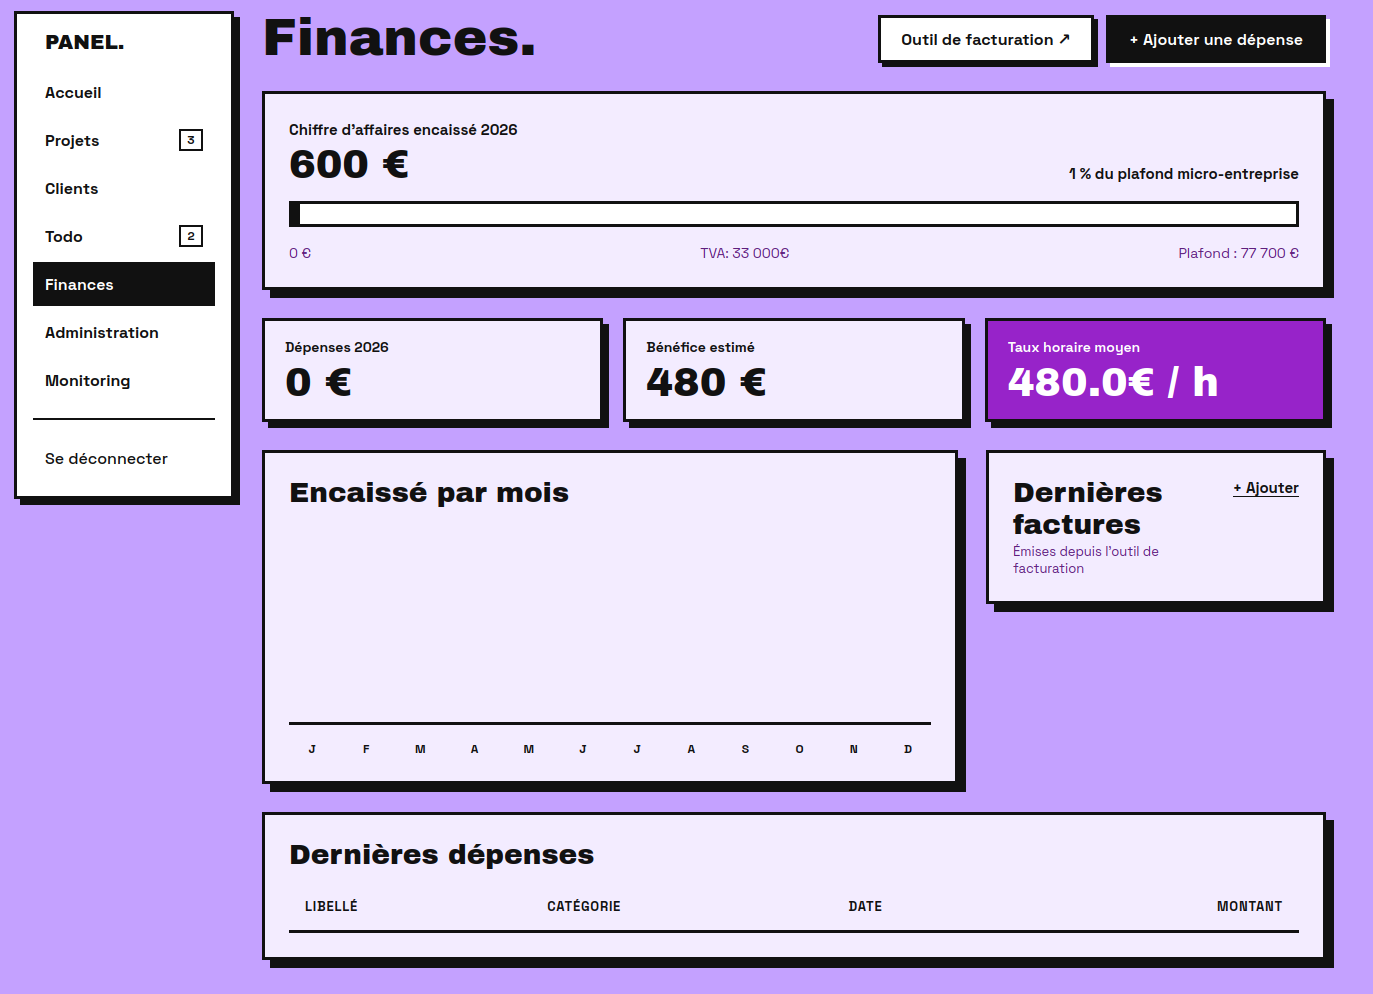 PANEL.
Accueil
Projets 3
Clients
Todo 2
Finances
Administration
Monitoring
Se déconnecter
Finances.
Outil de facturation ↗
+ Ajouter une dépense
Chiffre d'affaires encaissé 2026
600 €
1 % du plafond micro-entreprise
0 €
TVA: 33 000€
Plafond : 77 700 €
Dépenses 2026
0 €
Bénéfice estimé
480 €
Taux horaire moyen
480.0€ / h
Encaissé par mois
J F M A M J J A S O N D
Dernières
factures
+ Ajouter
Émises depuis l'outil de
facturation
Dernières dépenses
LIBELLÉ CATÉGORIE DATE MONTANT